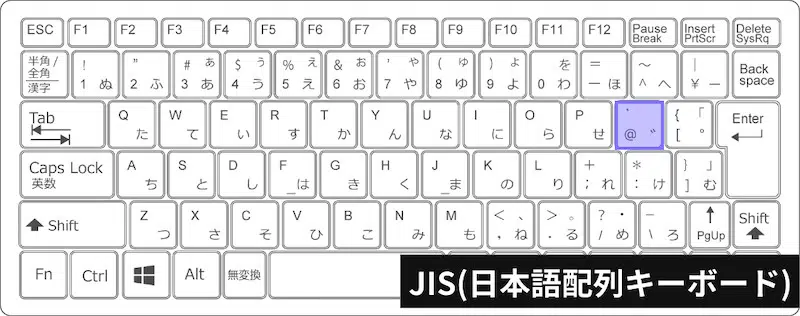 ESC F1 F2 F3 F4 F5 F6 F7 F8 F9 F10 F11 F12 Pause Break Insert PrtScr Delete SysRq
半角/全角 漢字 ! 1 ぬ " 2 ふ # ぁ 3 あ $ ぅ 4 う % ぇ 5 え & ぉ 6 お ' ゃ 7 や ( ゅ 8 ゆ ) ょ 9 よ を 0 わ = － ほ ～ ^ へ | ￥ ー Back space
Tab Q た W て E い R す T か Y ん U な I に O ら P せ ` @ ゛ { 「 [ ゜ Enter
Caps Lock 英数 A ち S と D し F _ は G き H く J _ ま K の L り + ; れ * : け } 」 ] む
Shift Z つ X さ C そ V ひ B こ N み M も < 、 , ね > 。 . る ? ・ / め _ \ ろ PgUp Shift
Fn Ctrl Alt 無変換
JIS(日本語配列キーボード)